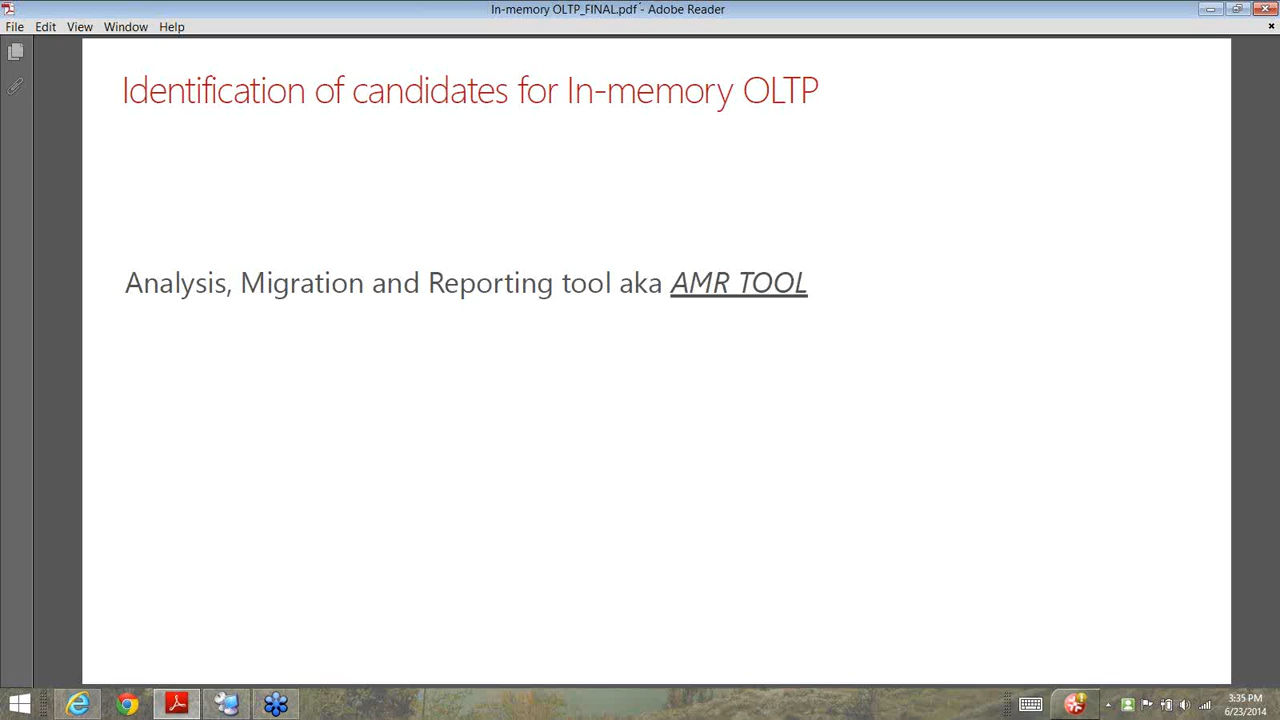 In-memory OLTP_FINAL.pdf - Adobe Reader
File Edit View Window Help
Identification of candidates for In-memory OLTP
Analysis, Migration and Reporting tool aka AMR TOOL
3:35 PM
6/23/2014